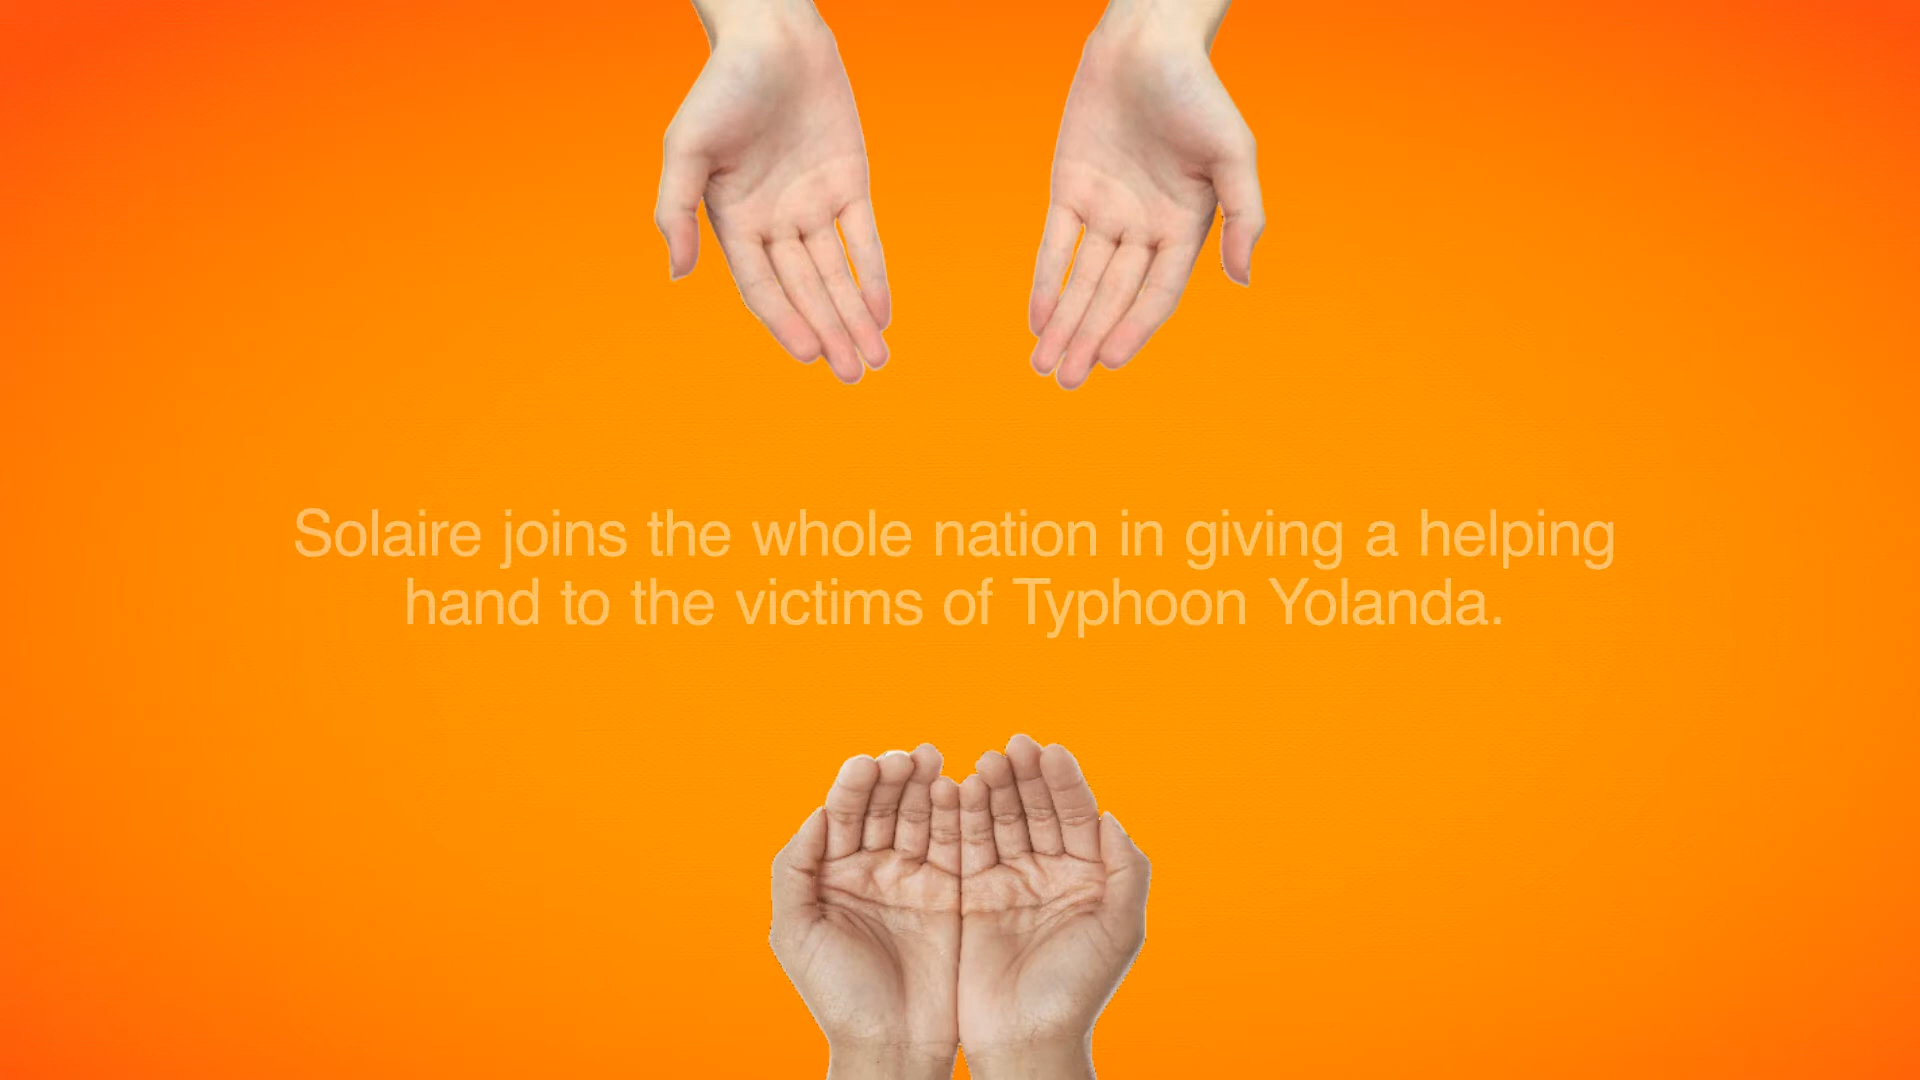 Solaire joins the whole nation in giving a helping
hand to the victims of Typhoon Yolanda.